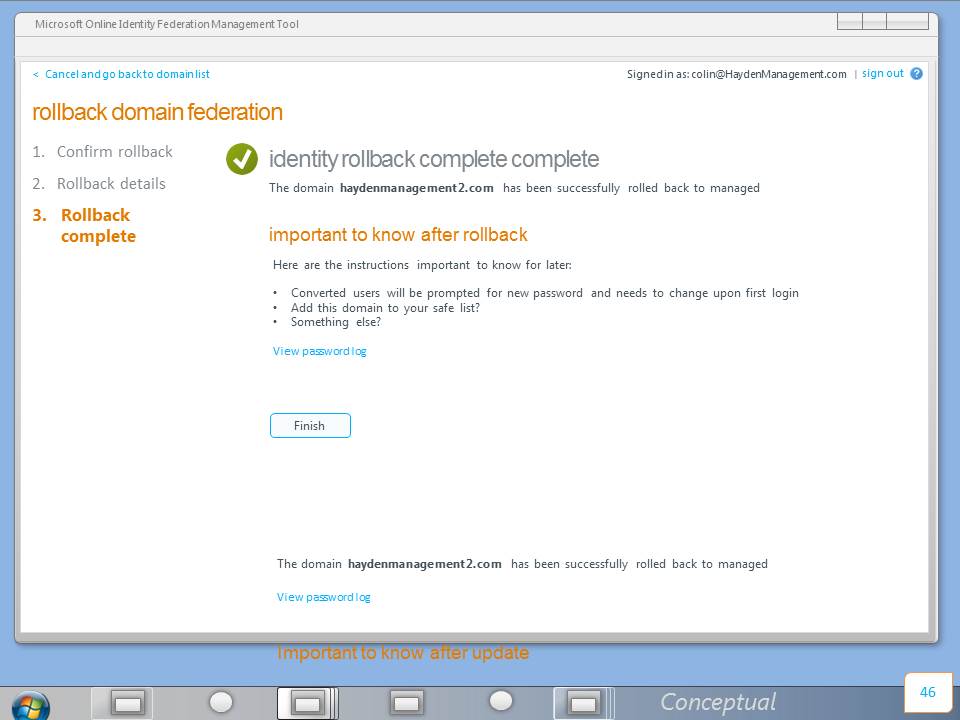 Microsoft Online Identity Federation Management Tool
< Cancel and go back to domain list
Signed in as: colin@HaydenManagement.com | sign out ?
rollback domain federation
1. Confirm rollback
2. Rollback details
3. Rollback
complete
identity rollback complete complete
The domain haydenmanagement2.com has been successfully rolled back to managed
important to know after rollback
Here are the instructions important to know for later:
• Converted users will be prompted for new password and needs to change upon first login
• Add this domain to your safe list?
• Something else?
View password log
Finish
The domain haydenmanagement2.com has been successfully rolled back to managed
View password log
Important to know after update
Conceptual
46